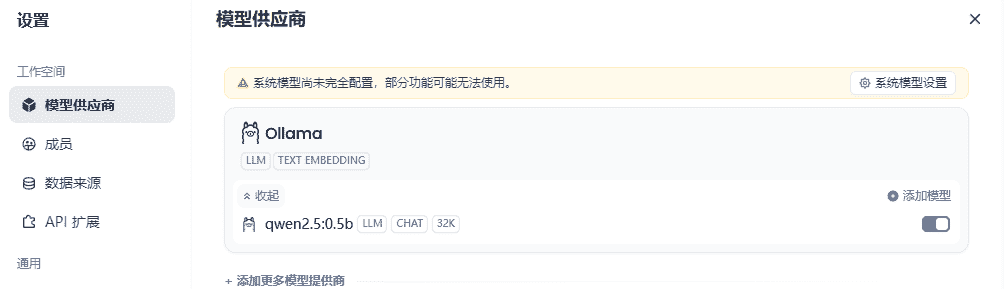 设置
模型供应商
工作空间
系统模型尚未完全配置，部分功能可能无法使用。 系统模型设置
模型供应商
Ollama
成员
LLM TEXT EMBEDDING
数据来源
收起 添加模型
API 扩展
qwen2.5:0.5b LLM CHAT 32K
通用
+ 添加更多模型提供商